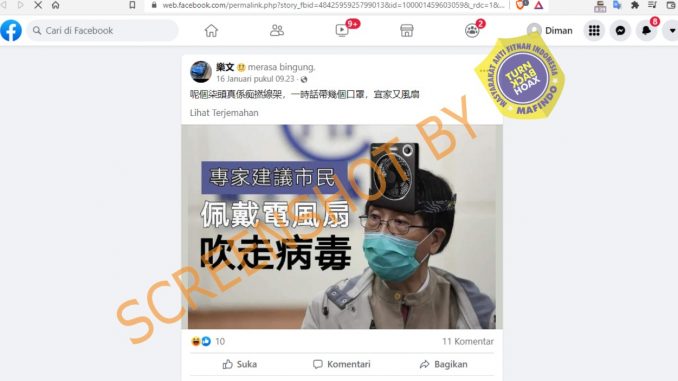 web.facebook.com/permalink.php?story_fbid=4842595925799013&id=100001459603059&_rdc=1&...
Cari di Facebook
9+
2
Diman
8
樂文 merasa bingung.
16 Januari pukul 09.23
呢個柒頭真係痴撚線架，一時話帶幾個口罩，宜家又風扇
Lihat Terjemahan
MASYARAKAT ANTI FITNAH INDONESIA
TURN BACK HOAX
MAFINDO
專家建議市民
佩戴電風扇
吹走病毒
SCREENSHOT BY
10
11 Komentar
Suka
Komentari
Bagikan